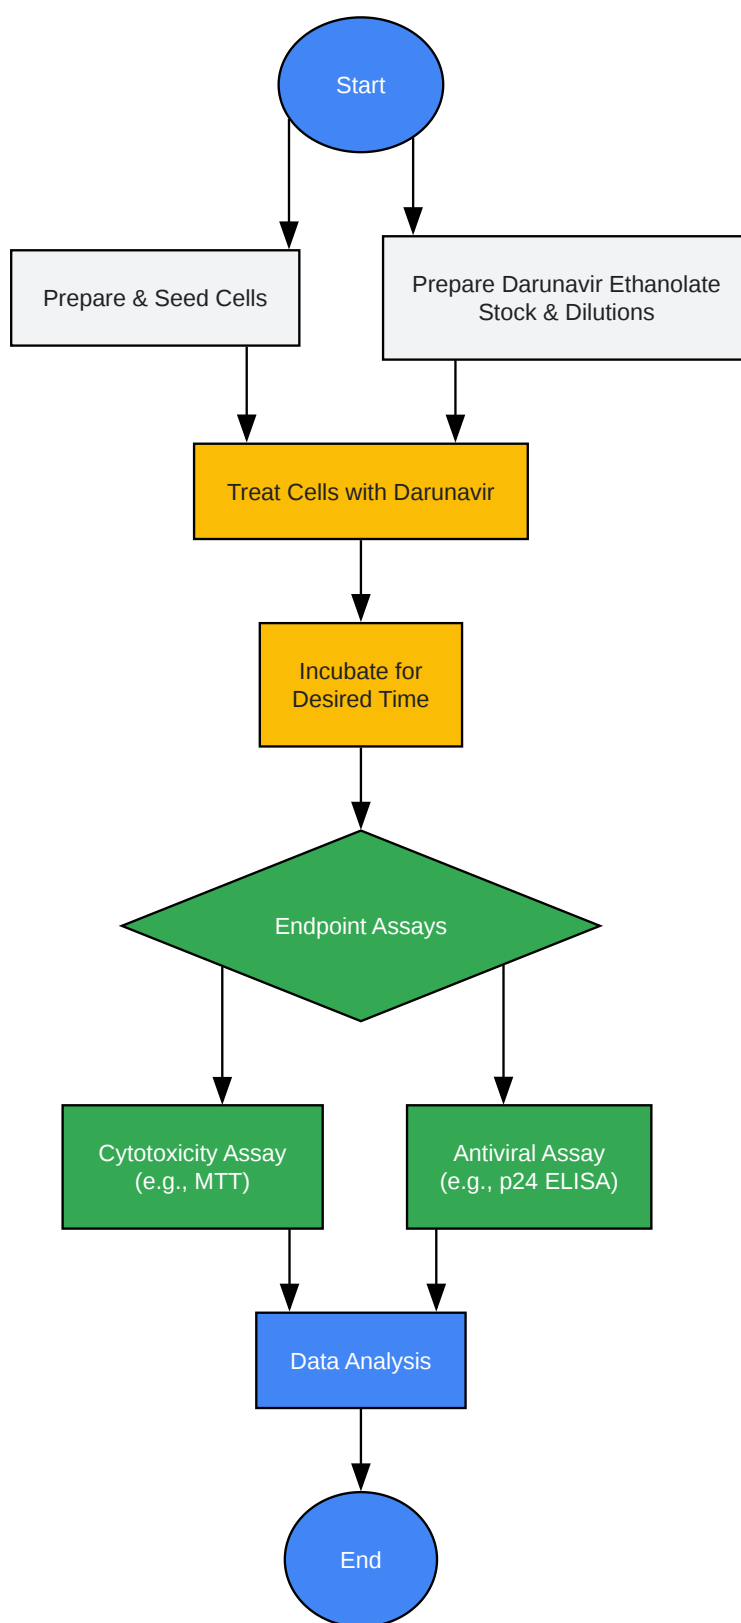 Start
Prepare & Seed Cells
Prepare Darunavir Ethanolate
Stock & Dilutions
Treat Cells with Darunavir
Incubate for
Desired Time
Endpoint Assays
Cytotoxicity Assay
(e.g., MTT)
Antiviral Assay
(e.g., p24 ELISA)
Data Analysis
End